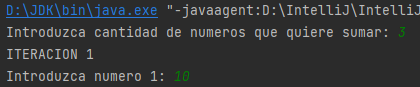 D:\JDK\bin\java.exe "-javaagent:D:\IntelliJ\IntelliJ
Introduzca cantidad de numeros que quiere sumar: 3
ITERACION 1
Introduzca numero 1: 10